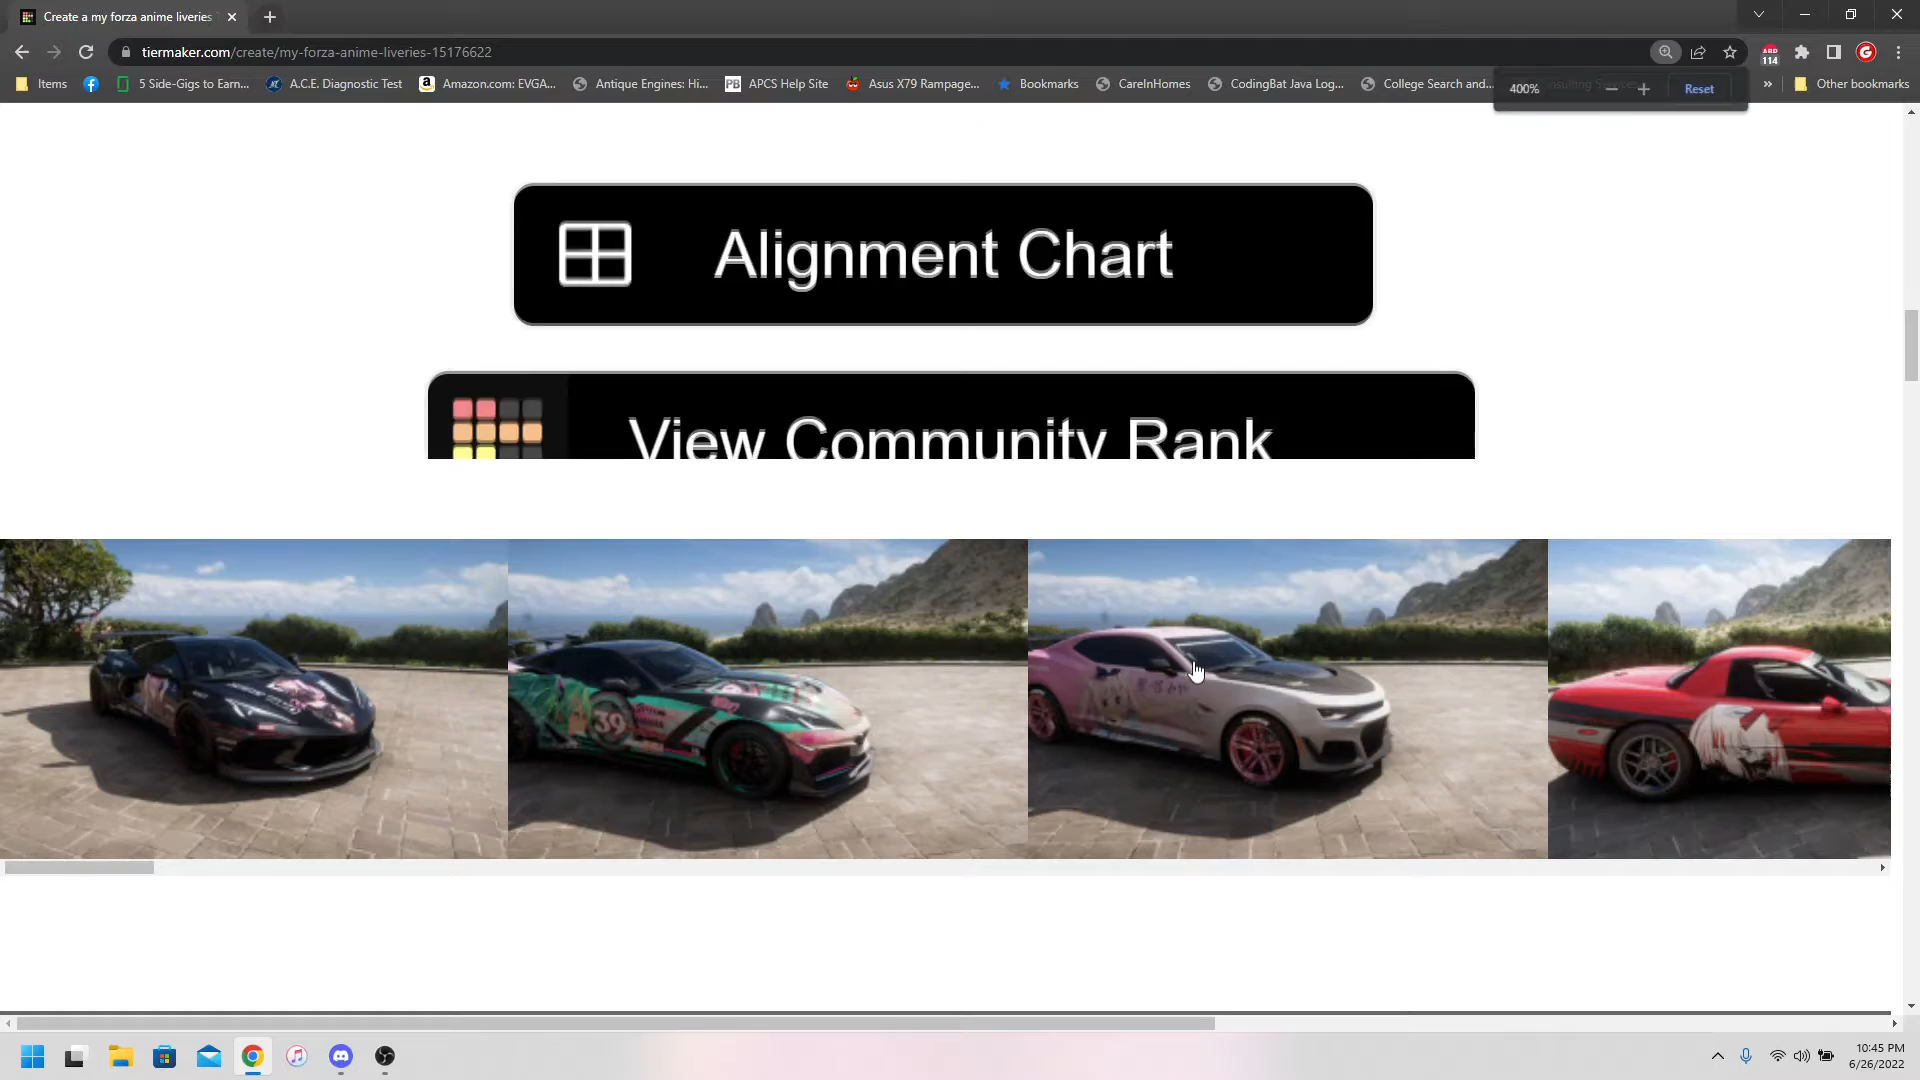 Create a my forza anime liveries
tiermaker.com/create/my-forza-anime-liveries-15176622
ABP
114
G
Items
5 Side-Gigs to Earn...
A.C.E. Diagnostic Test
Amazon.com: EVGA...
Antique Engines: Hi...
PB
APCS Help Site
Asus X79 Rampage...
Bookmarks
CareInHomes
CodingBat Java Log...
College Search and...
»
Other bookmarks
400%
Reset
Alignment Chart
View Community Rank
39
10:45 PM
6/26/2022